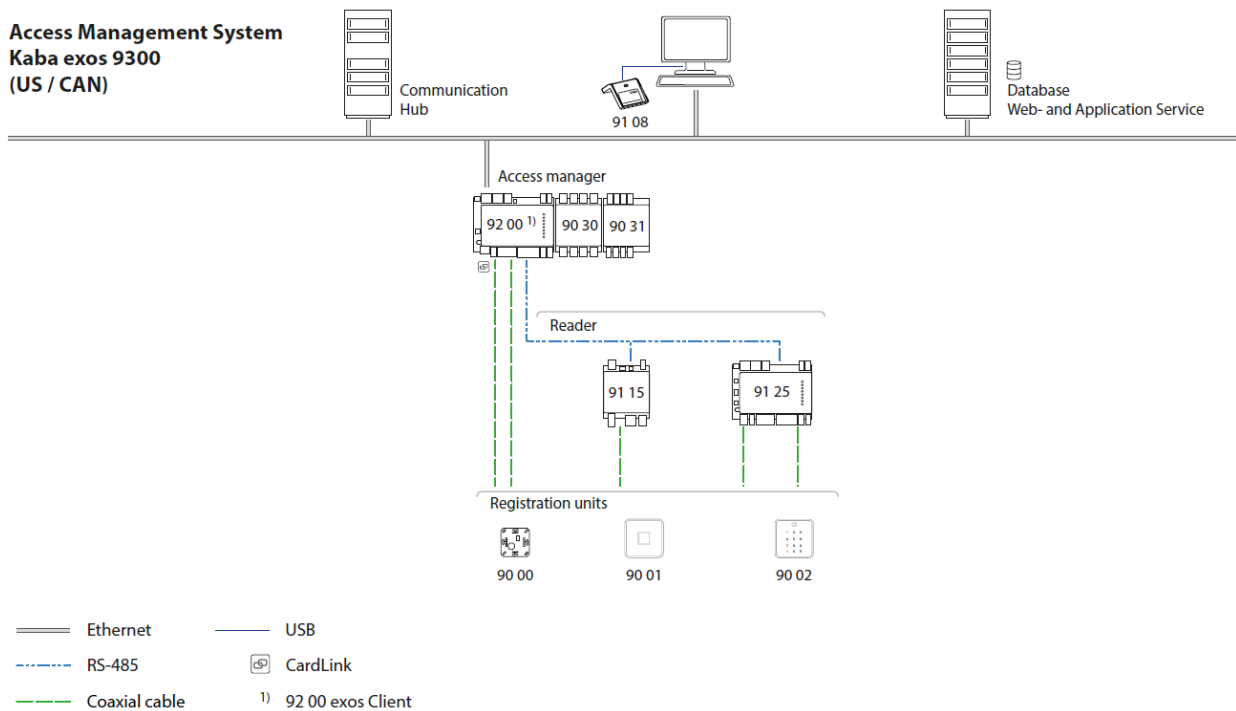 Access Management System
Kaba exos 9300
(US / CAN)
Communication
Hub
91 08
Database
Web- and Application Service
Access manager
92 00 1)
90 30
90 31
Reader
91 15
91 25
Registration units
90 00
90 01
90 02
Ethernet
USB
RS-485
CardLink
Coaxial cable
1) 92 00 exos Client